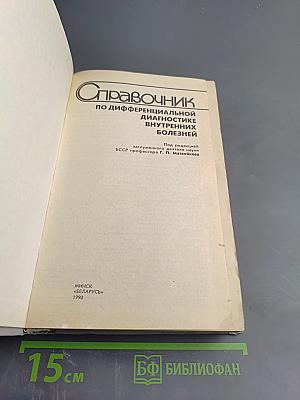 Справочник
ПО ДИФФЕРЕНЦИАЛЬНОЙ
ДИАГНОСТИКЕ
ВНУТРЕННИХ
БОЛЕЗНЕЙ
Под редакцией
заслуженного деятеля науки
БССР профессора Г. П. Матвейкова
МИНСК
«БЕЛАРУСЬ»
1990
15 см
БФ БИБЛИОФАН